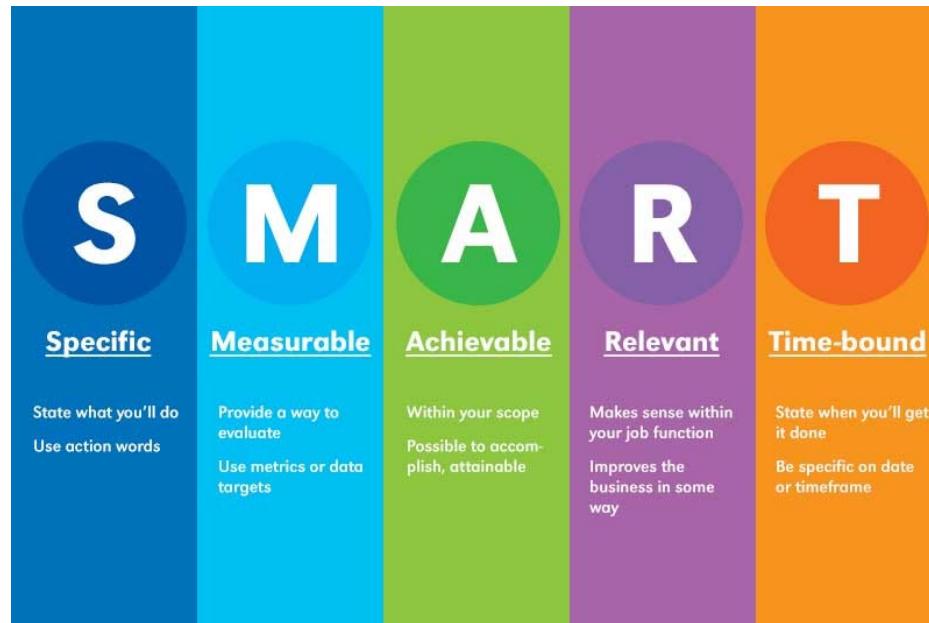 S
M
A
R
T
Specific
Measurable
Achievable
Relevant
Time-bound
State what you'll do
Use action words
Provide a way to
evaluate
Use metrics or data
targets
Within your scope
Possible to accom-
plish, attainable
Makes sense within
your job function
Improves the
business in some
way
State when you'll get
it done
Be specific on date
or timeframe